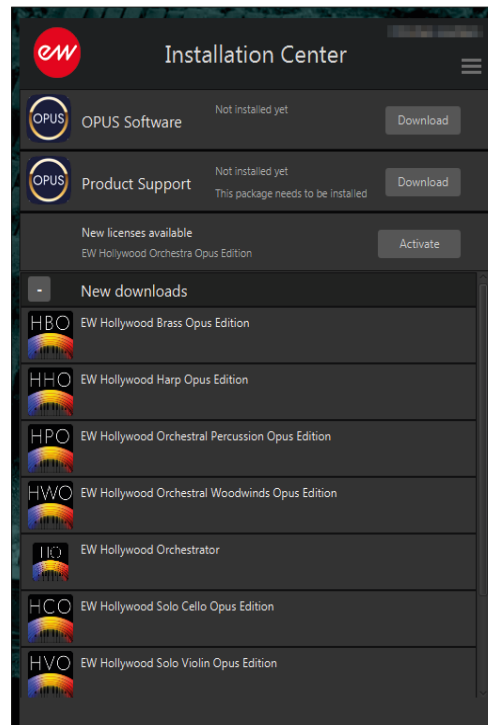 ew
Installation Center
OPUS
OPUS Software
Not installed yet
Download
OPUS
Product Support
Not installed yet
This package needs to be installed
Download
New licenses available
EW Hollywood Orchestra Opus Edition
Activate
-
New downloads
HBO
EW Hollywood Brass Opus Edition
HHO
EW Hollywood Harp Opus Edition
HPO
EW Hollywood Orchestral Percussion Opus Edition
HWO
EW Hollywood Orchestral Woodwinds Opus Edition
HO
EW Hollywood Orchestrator
HCO
EW Hollywood Solo Cello Opus Edition
HVO
EW Hollywood Solo Violin Opus Edition